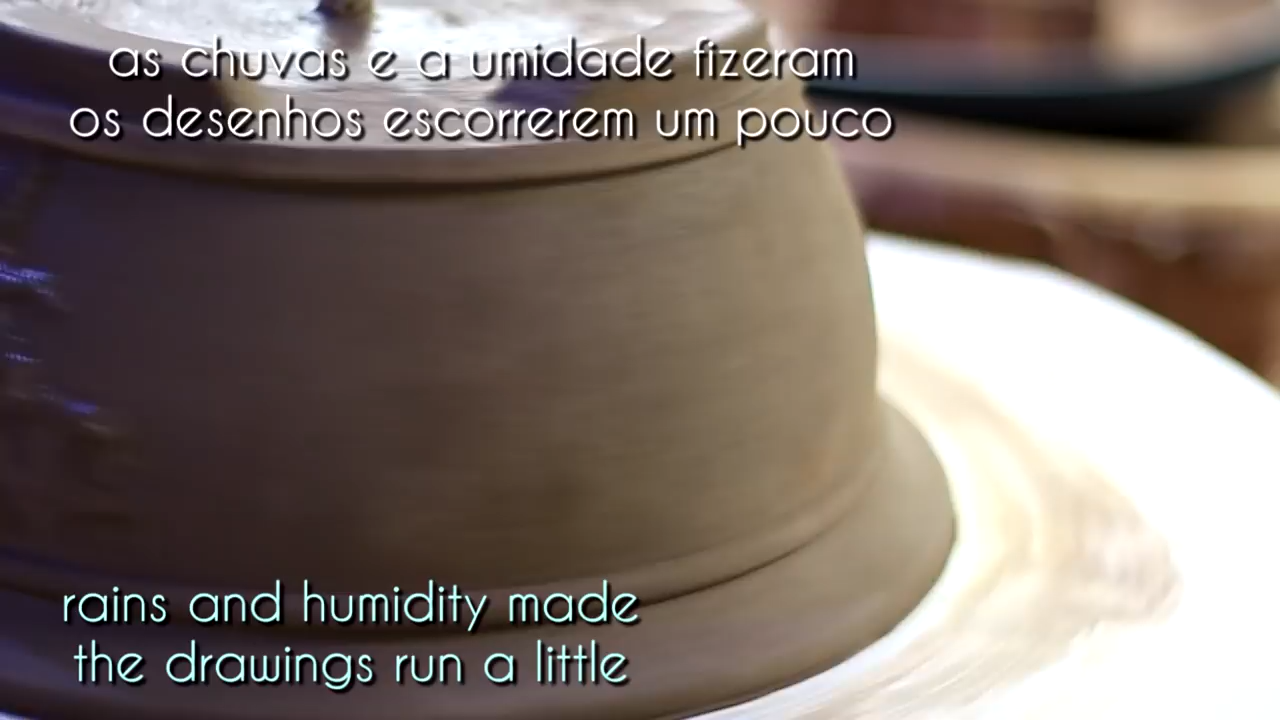 as chuvas e a umidade fizeram
os desenhos escorrerem um pouco
rains and humidity made
the drawings run a little